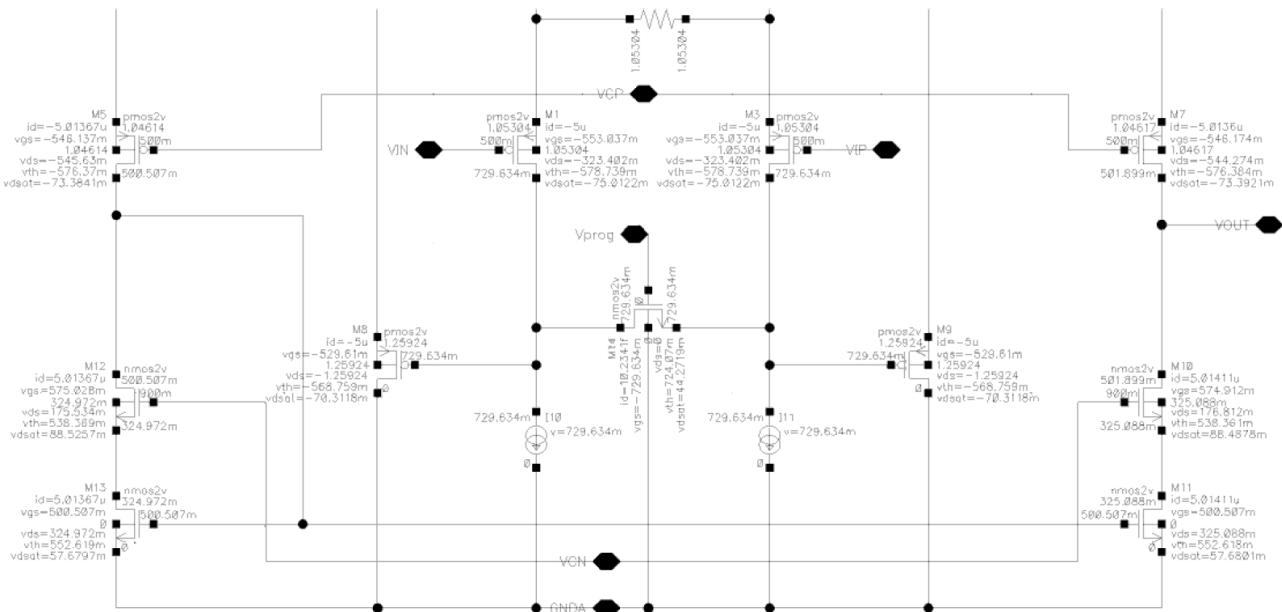 1.05304
1.05304
VCP
M5
pmos2v
id=-5.01367u
1.04614
vgs=-546.137m
500m
1.04614
vds=-545.63m
vth=-576.37m
500.507m
vdsat=-73.3841m
VIN
M1
pmos2v
id=-5u
1.05304
vgs=-553.037m
500m
1.05304
vds=-323.402m
vth=-578.739m
729.634m
vdsat=-75.0122m
M3
pmos2v
id=-5u
1.05304
vgs=-553.037m
500m
1.05304
vds=-323.402m
vth=-578.739m
729.634m
vdsat=-75.0122m
VIP
M7
pmos2v
id=-5.0136u
1.04617
vgs=-546.174m
500m
1.04617
vds=-544.274m
vth=-576.384m
501.899m
vdsat=-73.3921m
VOUT
Vprog
M8
pmos2v
id=-5u
1.25924
vgs=-529.61m
729.634m
1.25924
vds=-1.25924
vth=-568.759m
0
vdsat=-70.3118m
M14
nmos2v
729.634m
0
729.634m
0
id=10.2341f
vgs=-729.634m
vds=0
vth=724.07m
vdsat=44.2719m
M9
pmos2v
id=-5u
1.25924
vgs=-529.61m
729.634m
1.25924
vds=-1.25924
vth=-568.759m
0
vdsat=-70.3118m
M12
nmos2v
id=5.01367u
500.507m
vgs=575.028m
900m
324.972m
vds=175.534m
vth=538.369m
324.972m
vdsat=88.5257m
729.634m
I10
v=729.634m
0
729.634m
I11
v=729.634m
0
M10
nmos2v
id=5.01411u
501.899m
vgs=574.912m
900m
325.088m
vds=176.812m
vth=538.361m
325.088m
vdsat=88.4878m
M13
nmos2v
id=5.01367u
324.972m
vgs=500.507m
500.507m
0
vds=324.972m
vth=552.619m
0
vdsat=57.6797m
M11
nmos2v
id=5.01411u
325.088m
vgs=500.507m
500.507m
0
vds=325.088m
vth=552.618m
0
vdsat=57.6801m
VCN
GNDA